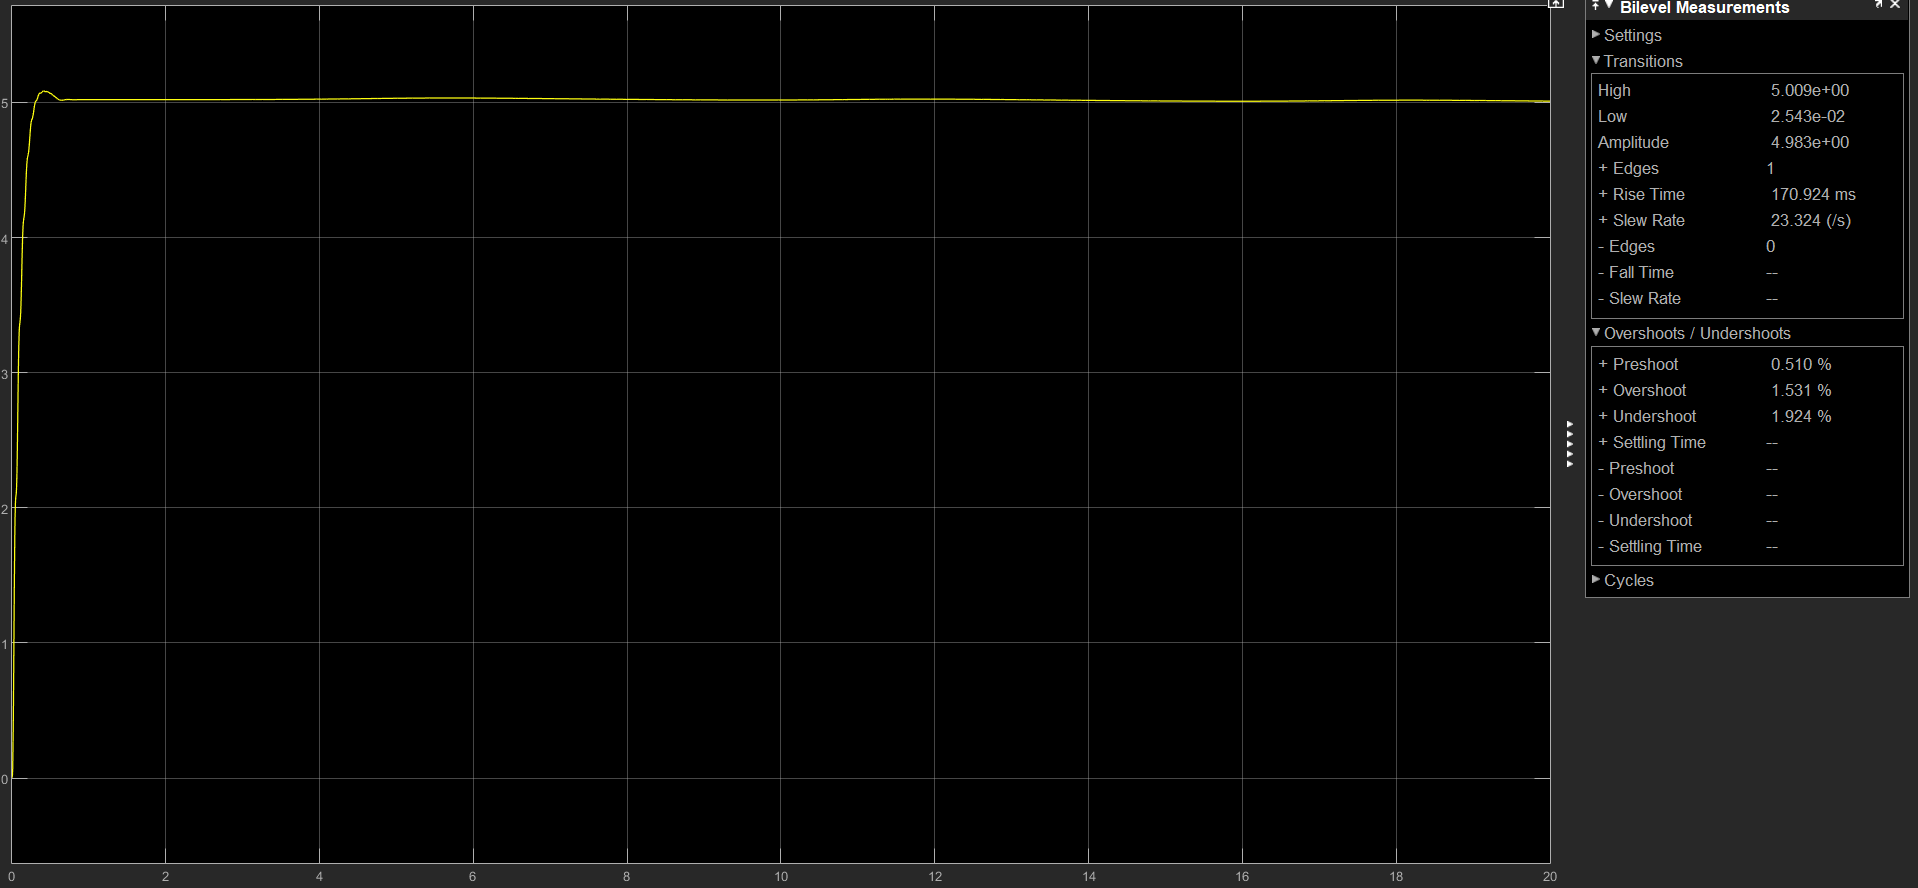 Bilevel Measurements
Settings
Transitions
High 5.009e+00
Low 2.543e-02
Amplitude 4.983e+00
+ Edges 1
+ Rise Time 170.924 ms
+ Slew Rate 23.324 (/s)
- Edges 0
- Fall Time --
- Slew Rate --
Overshoots / Undershoots
+ Preshoot 0.510 %
+ Overshoot 1.531 %
+ Undershoot 1.924 %
+ Settling Time --
- Preshoot --
- Overshoot --
- Undershoot --
- Settling Time --
Cycles
5
4
3
2
1
0
0 2 4 6 8 10 12 14 16 18 20